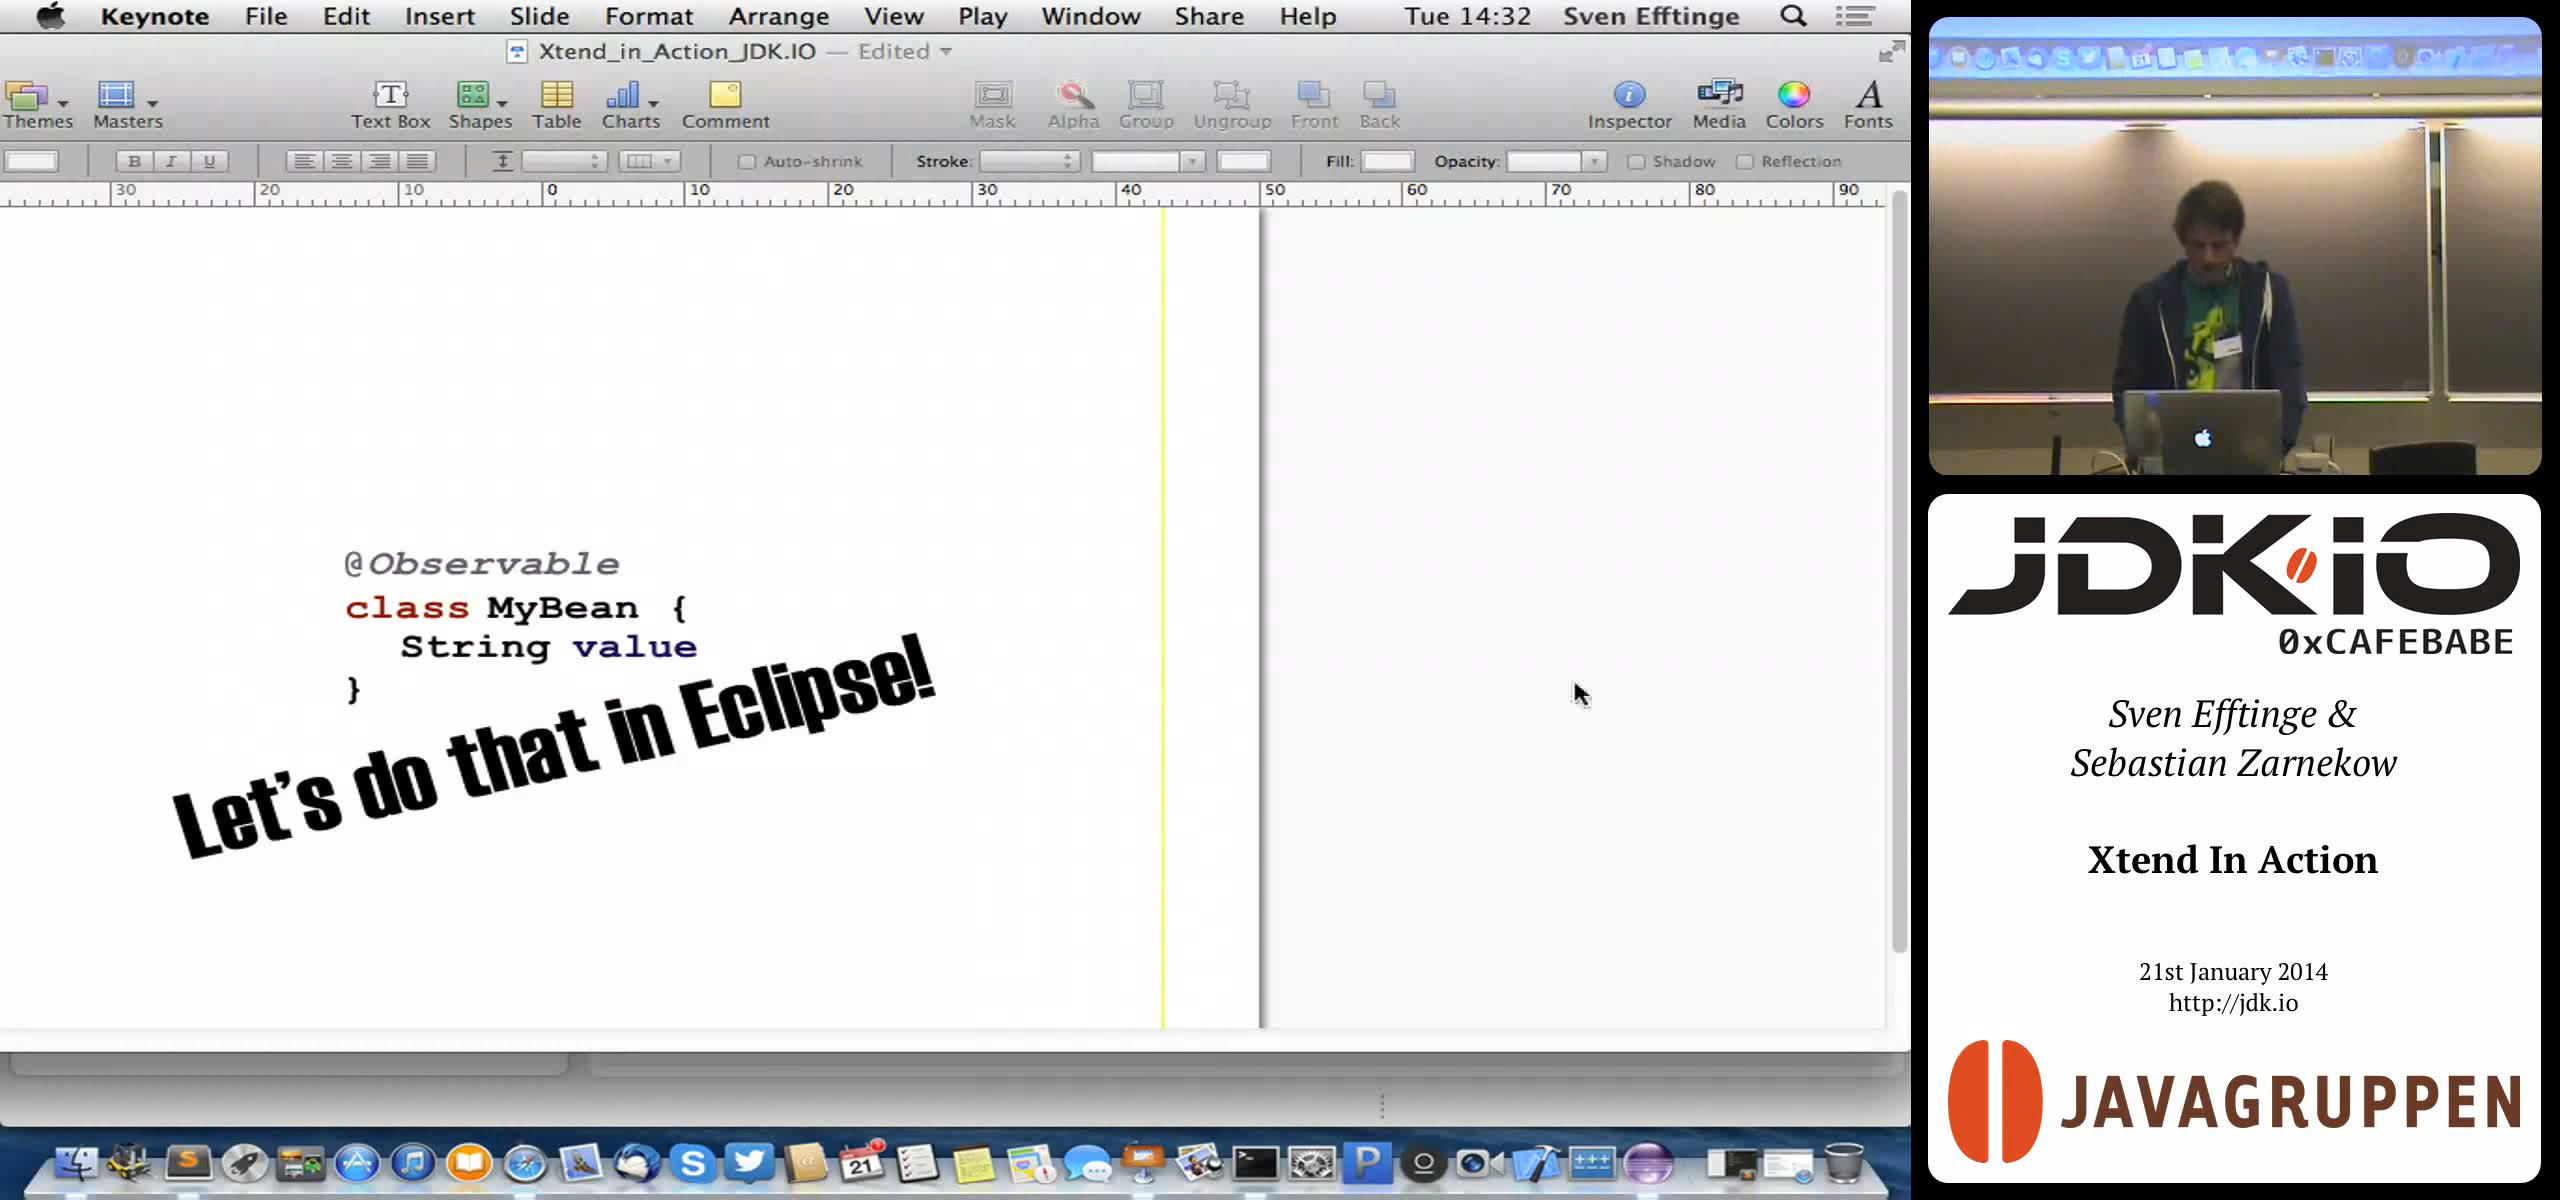 Keynote File Edit Insert Slide Format Arrange View Play Window Share Help Tue 14:32 Sven Efftinge
Xtend_in_Action_JDK.IO — Edited
Themes Masters Text Box Shapes Table Charts Comment Mask Alpha Group Ungroup Front Back Inspector Media Colors Fonts
B I U Auto-shrink Stroke: Fill: Opacity: Shadow Reflection
30 20 10 0 10 20 30 40 50 60 70 80 90
@Observable
class MyBean {
String value
}
Let's do that in Eclipse!
21
JDK.IO
0xCAFEBABE
Sven Efftinge &
Sebastian Zarnekow
Xtend In Action
21st January 2014
http://jdk.io
JAVAGRUPPEN